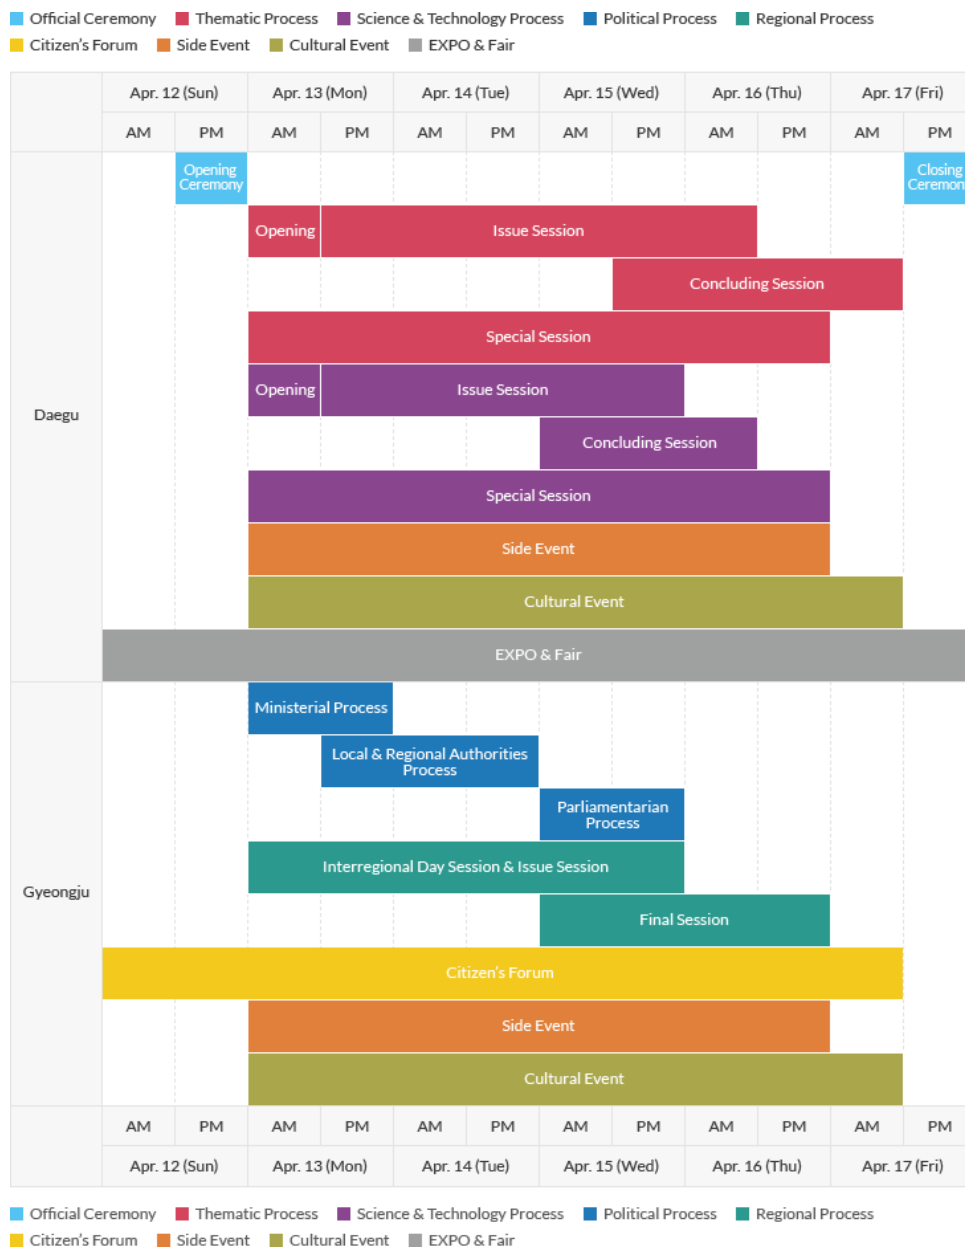 Official Ceremony Thematic Process Science & Technology Process Political Process Regional Process
Citizen's Forum Side Event Cultural Event EXPO & Fair
Apr. 12 (Sun) Apr. 13 (Mon) Apr. 14 (Tue) Apr. 15 (Wed) Apr. 16 (Thu) Apr. 17 (Fri)
AM PM AM PM AM PM AM PM AM PM AM PM
Opening
Ceremony
Closing
Ceremon
Opening Issue Session
Concluding Session
Special Session
Opening Issue Session
Daegu
Concluding Session
Special Session
Side Event
Cultural Event
EXPO & Fair
Ministerial Process
Local & Regional Authorities
Process
Parliamentarian
Process
Interregional Day Session & Issue Session
Gyeongju
Final Session
Citizen's Forum
Side Event
Cultural Event
AM PM AM PM AM PM AM PM AM PM AM PM
Apr. 12 (Sun) Apr. 13 (Mon) Apr. 14 (Tue) Apr. 15 (Wed) Apr. 16 (Thu) Apr. 17 (Fri)
Official Ceremony Thematic Process Science & Technology Process Political Process Regional Process
Citizen's Forum Side Event Cultural Event EXPO & Fair